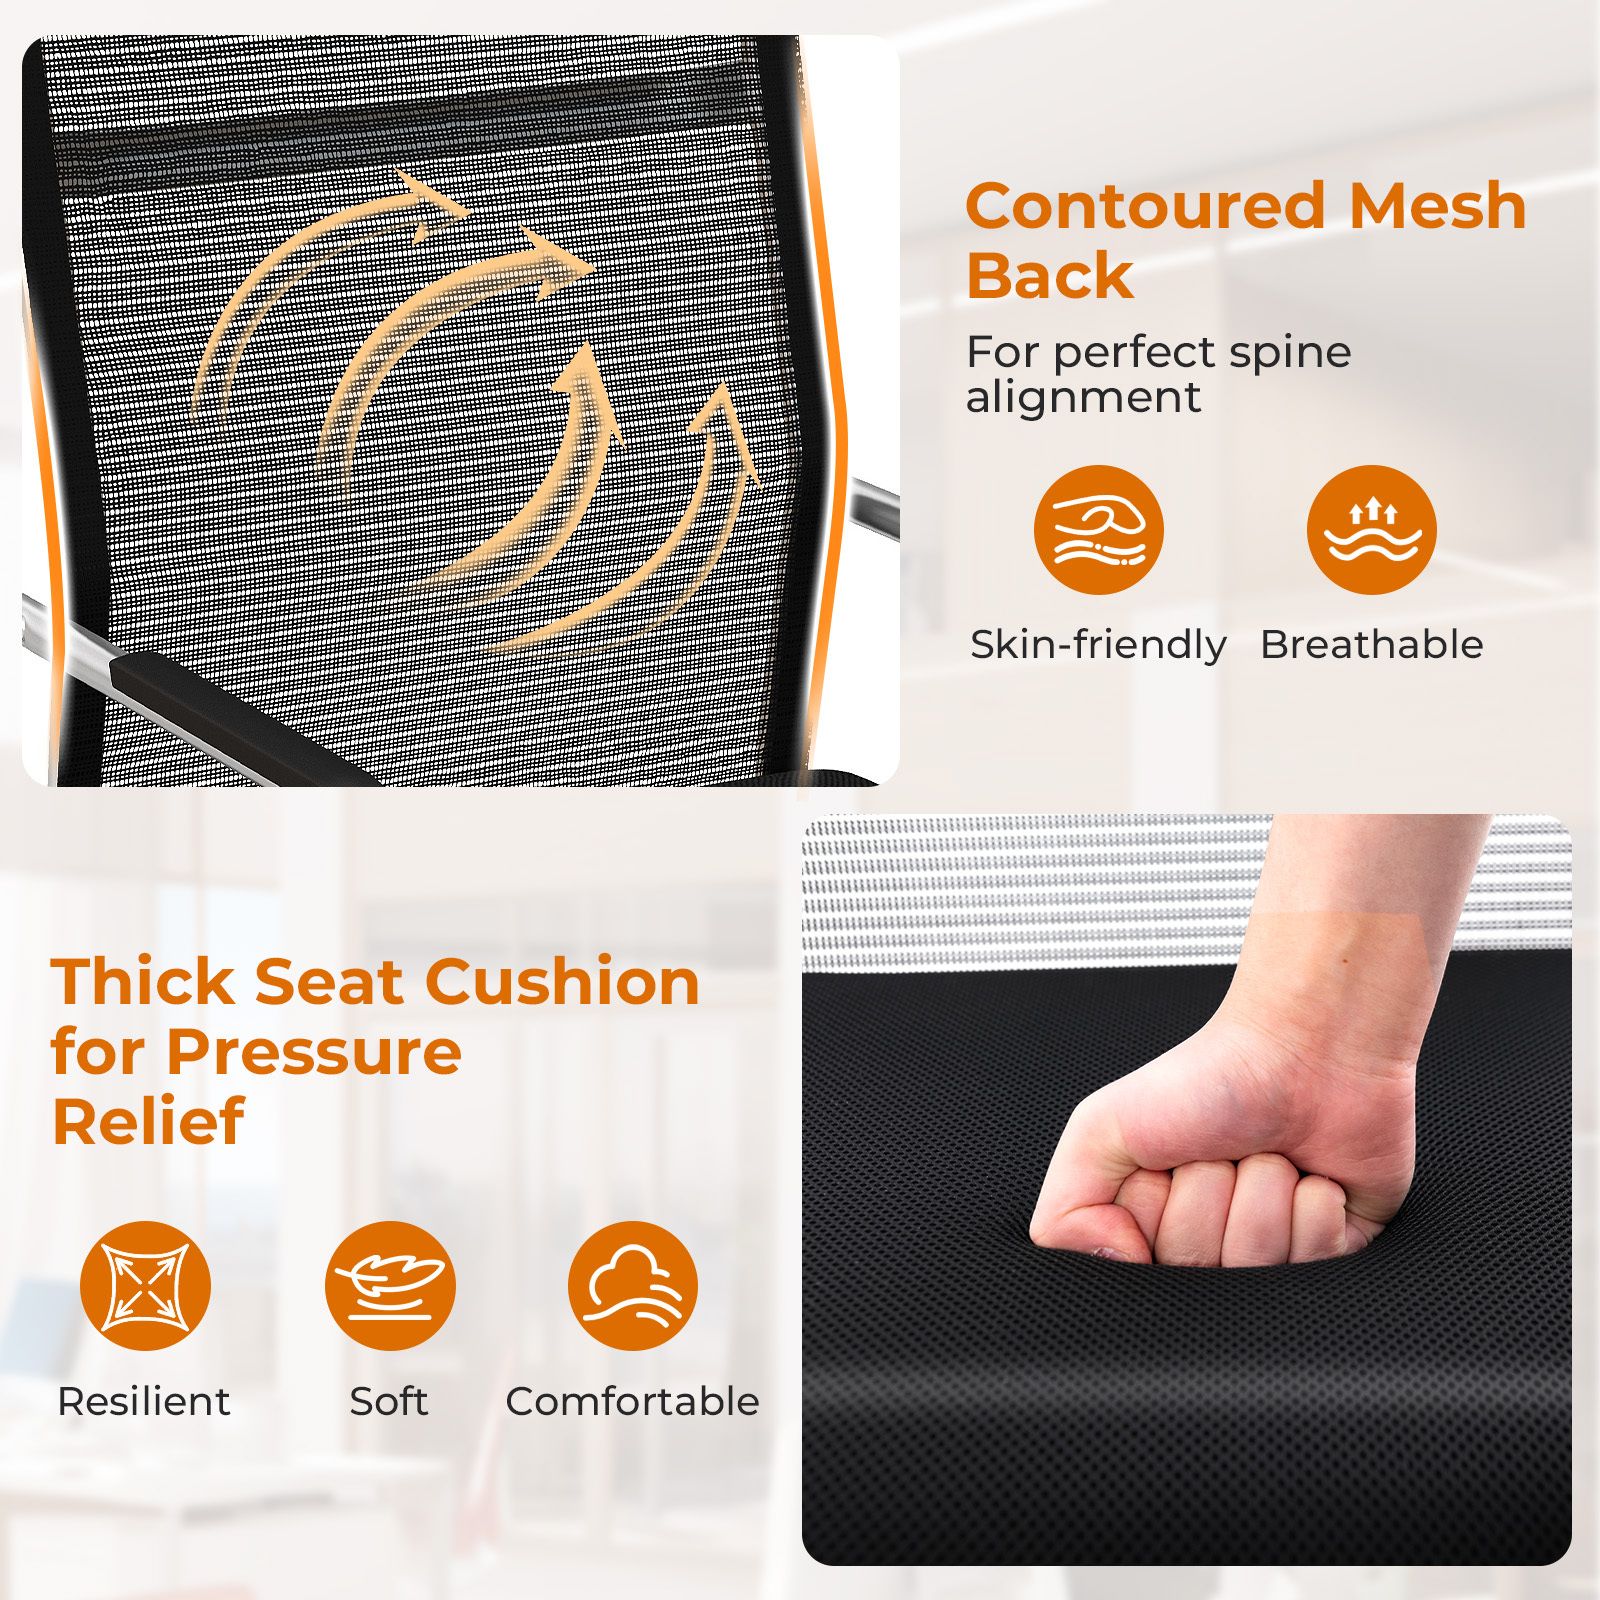 Contoured Mesh
Back
For perfect spine
alignment
Skin-friendly
Breathable
Thick Seat Cushion
for Pressure
Relief
Resilient
Soft
Comfortable